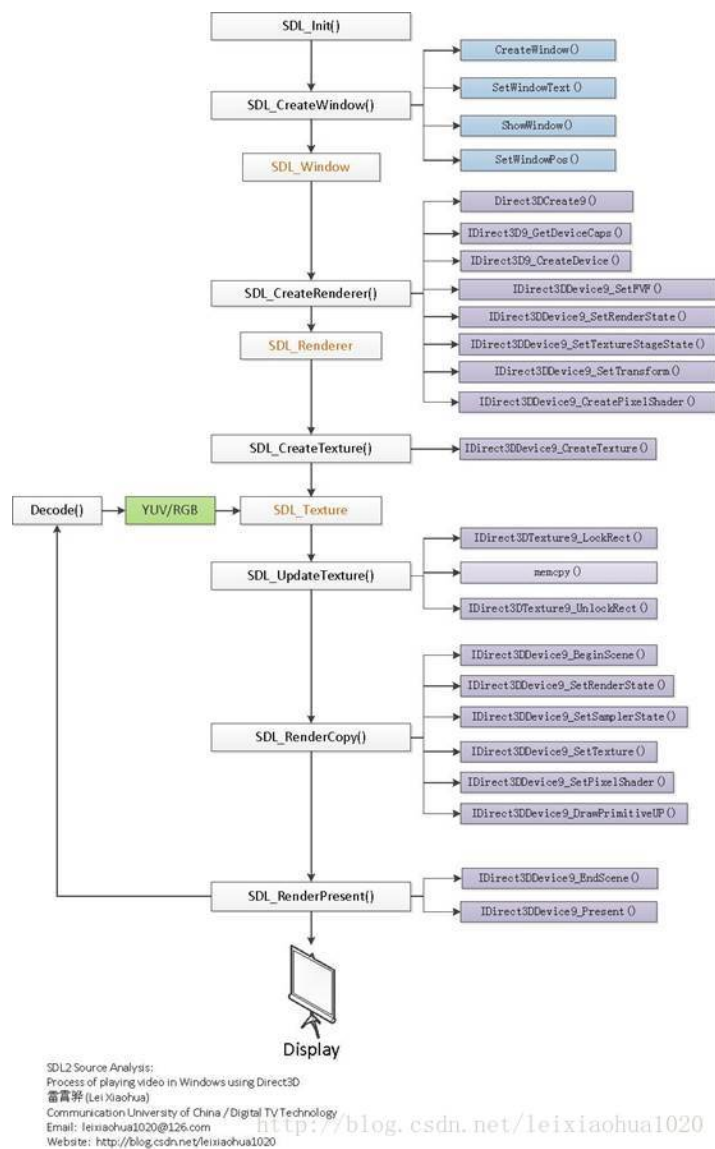 SDL_Init()
SDL_CreateWindow()
CreateWindow()
SetWindowText()
ShowWindow()
SetWindowPos()
SDL_Window
SDL_CreateRenderer()
Direct3DCreate9()
IDirect3D9_GetDeviceCaps()
IDirect3D9_CreateDevice()
IDirect3DDevice9_SetFVF()
IDirect3DDevice9_SetRenderState()
IDirect3DDevice9_SetTextureStageState()
IDirect3DDevice9_SetTransform()
IDirect3DDevice9_CreatePixelShader()
SDL_Renderer
SDL_CreateTexture()
IDirect3DDevice9_CreateTexture()
Decode()
YUV/RGB
SDL_Texture
SDL_UpdateTexture()
IDirect3DTexture9_LockRect()
memcpy()
IDirect3DTexture9_UnlockRect()
SDL_RenderCopy()
IDirect3DDevice9_BeginScene()
IDirect3DDevice9_SetRenderState()
IDirect3DDevice9_SetSamplerState()
IDirect3DDevice9_SetTexture()
IDirect3DDevice9_SetPixelShader()
IDirect3DDevice9_DrawPrimitiveUP()
SDL_RenderPresent()
IDirect3DDevice9_EndScene()
IDirect3DDevice9_Present()
Display
SDL2 Source Analysis:
Process of playing video in Windows using Direct3D
雷霄骅 (Lei Xiaohua)
Communication University of China / Digital TV Technology
Email: leixiaohua1020@126.com
Website: http://blog.csdn.net/leixiaohua1020
http://blog.csdn.net/leixiaohua1020